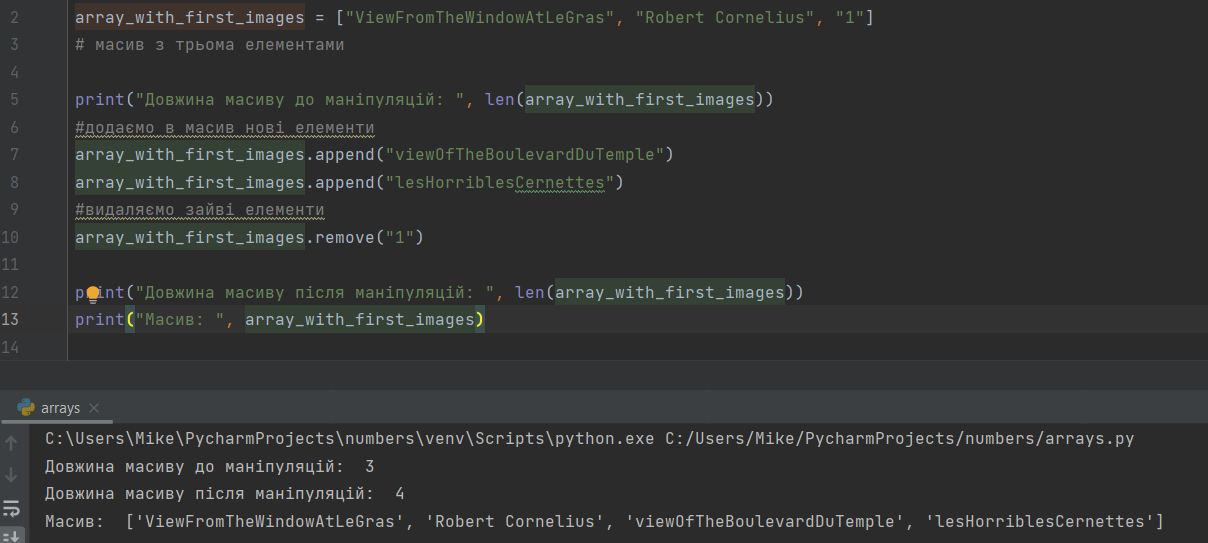 2 array_with_first_images = ["ViewFromTheWindowAtLeGras", "Robert Cornelius", "1"]
3 # масив з трьома елементами
4
5 print("Довжина масиву до маніпуляцій: ", len(array_with_first_images))
6 #додаємо в масив нові елементи
7 array_with_first_images.append("viewOfTheBoulevardDuTemple")
8 array_with_first_images.append("lesHorriblesCernettes")
9 #видаляємо зайві елементи
10 array_with_first_images.remove("1")
11
12 print("Довжина масиву після маніпуляцій: ", len(array_with_first_images))
13 print("Масив: ", array_with_first_images)
14
arrays
C:\Users\Mike\PycharmProjects\numbers\venv\Scripts\python.exe C:/Users/Mike/PycharmProjects/numbers/arrays.py
Довжина масиву до маніпуляцій:  3
Довжина масиву після маніпуляцій:  4
Масив:  ['ViewFromTheWindowAtLeGras', 'Robert Cornelius', 'viewOfTheBoulevardDuTemple', 'lesHorriblesCernettes']